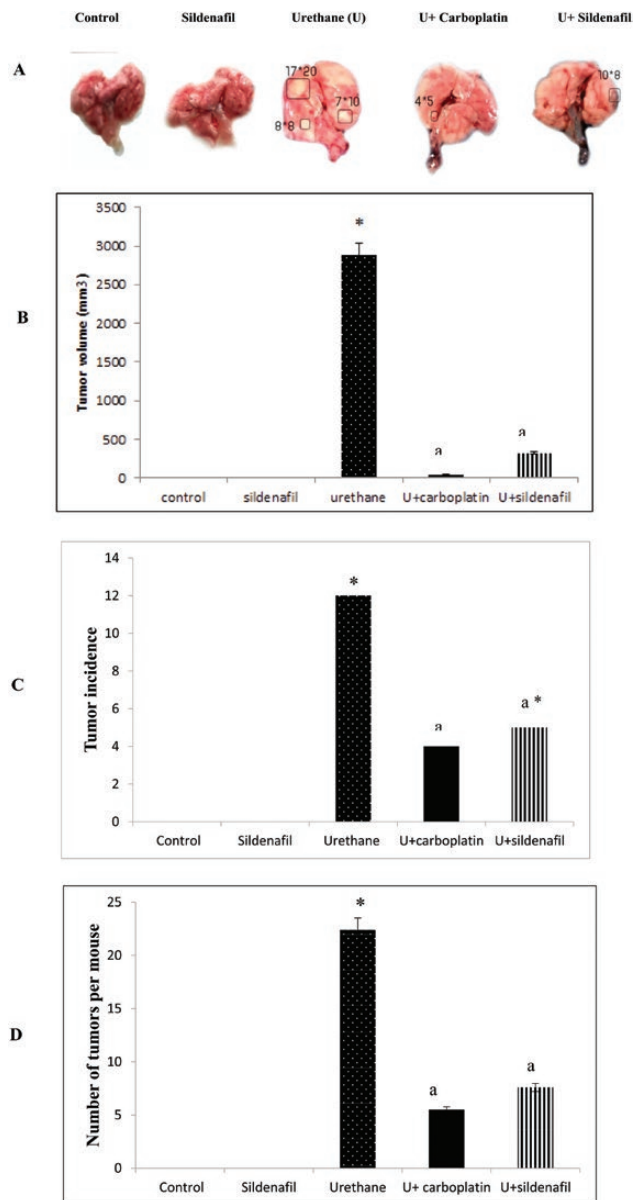 Control Sildenafil Urethane (U) U+ Carboplatin U+ Sildenafil
A
17*20
7*10
8*8
4*5
10*8
B
Tumor volume (mm3)
3500
3000
2500
2000
1500
1000
500
0
*
a
a
control sildenafil urethane U+carboplatin U+sildenafil
C
Tumor incidence
14
12
10
8
6
4
2
0
*
a
a *
Control Sildenafil Urethane U+carboplatin U+sildenafil
D
Number of tumors per mouse
25
20
15
10
5
0
*
a
a
Control Sildenafil Urethane U+ carboplatin U+sildenafil